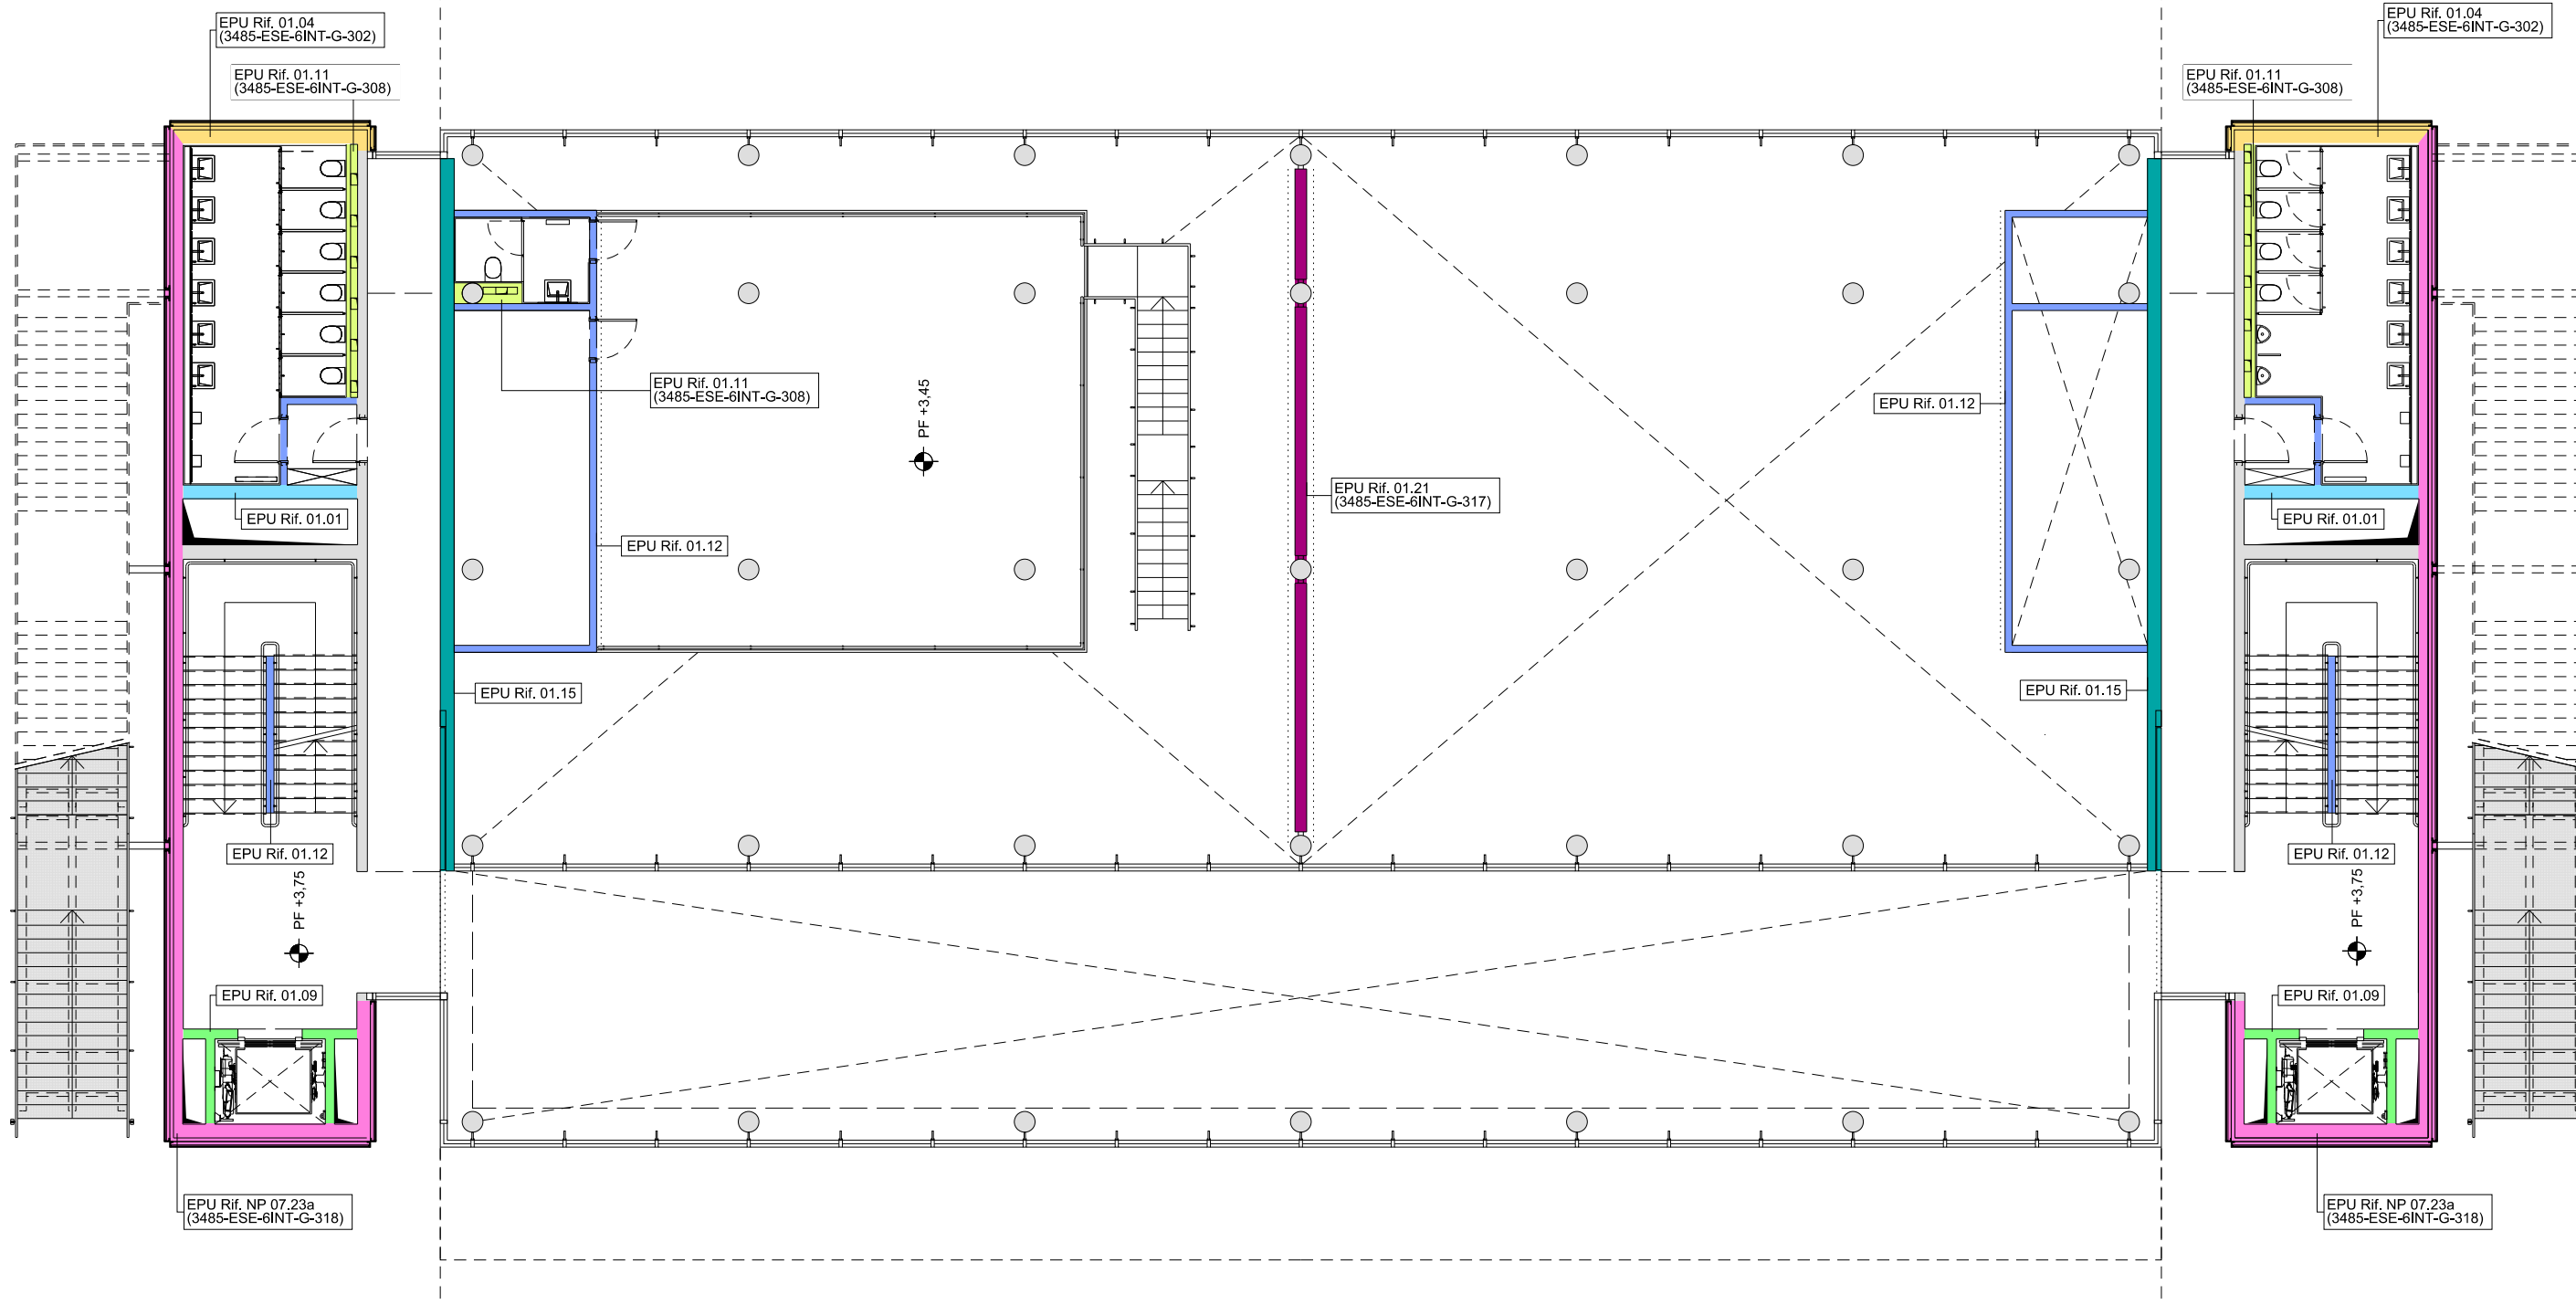 EPU Rif. 01.04
(3485-ESE-6INT-G-302)
EPU Rif. 01.04
(3485-ESE-6INT-G-302)
EPU Rif. 01.11
(3485-ESE-6INT-G-308)
EPU Rif. 01.11
(3485-ESE-6INT-G-308)
EPU Rif. 01.11
(3485-ESE-6INT-G-308)
PF +3,45
EPU Rif. 01.12
EPU Rif. 01.21
(3485-ESE-6INT-G-317)
EPU Rif. 01.01
EPU Rif. 01.01
EPU Rif. 01.12
EPU Rif. 01.15
EPU Rif. 01.15
EPU Rif. 01.12
EPU Rif. 01.12
PF +3,75
PF +3,75
EPU Rif. 01.09
EPU Rif. 01.09
EPU Rif. NP 07.23a
(3485-ESE-6INT-G-318)
EPU Rif. NP 07.23a
(3485-ESE-6INT-G-318)